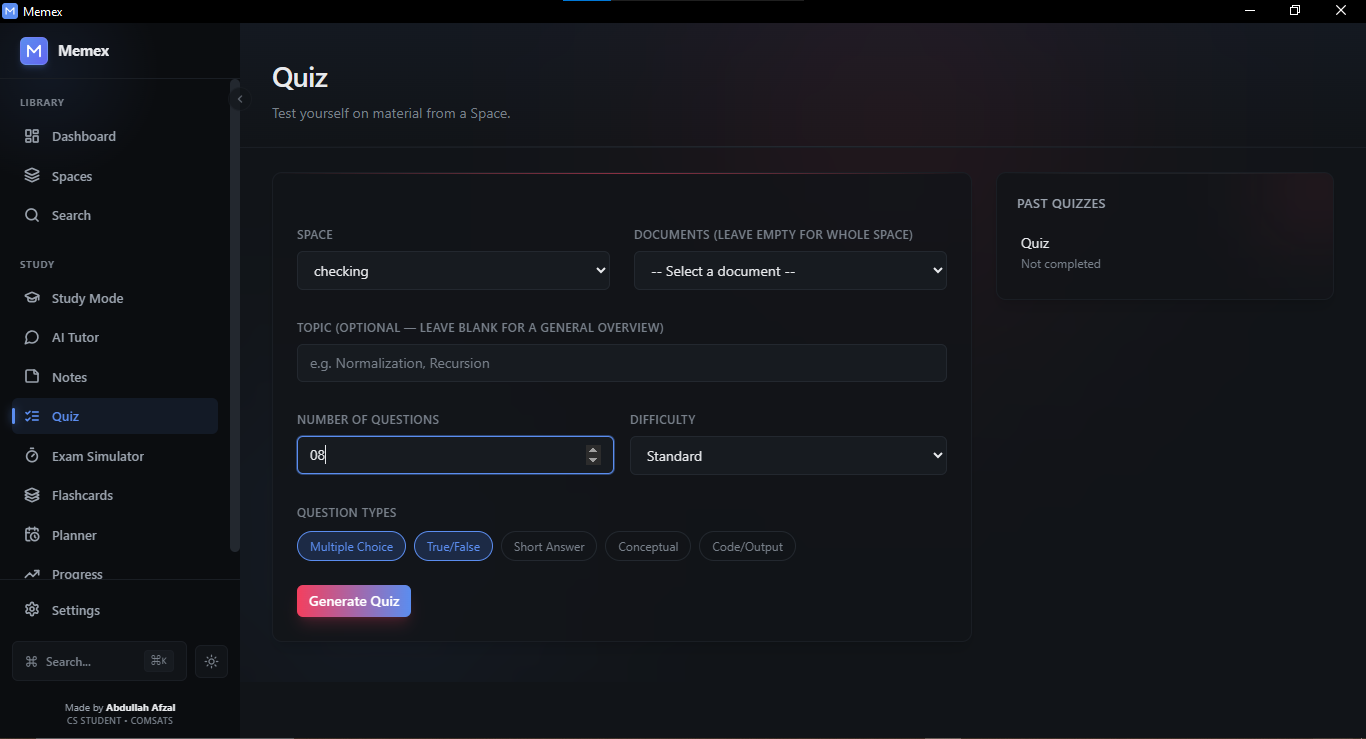 Memex
Memex
LIBRARY
Dashboard
Spaces
Search
STUDY
Study Mode
AI Tutor
Notes
Quiz
Exam Simulator
Flashcards
Planner
Progress
Settings
⌘ Search... ⌘K
Made by Abdullah Afzal
CS STUDENT • COMSATS
Quiz
Test yourself on material from a Space.
SPACE
checking
DOCUMENTS (LEAVE EMPTY FOR WHOLE SPACE)
-- Select a document --
TOPIC (OPTIONAL — LEAVE BLANK FOR A GENERAL OVERVIEW)
e.g. Normalization, Recursion
NUMBER OF QUESTIONS
08
DIFFICULTY
Standard
QUESTION TYPES
Multiple Choice True/False Short Answer Conceptual Code/Output
Generate Quiz
PAST QUIZZES
Quiz
Not completed